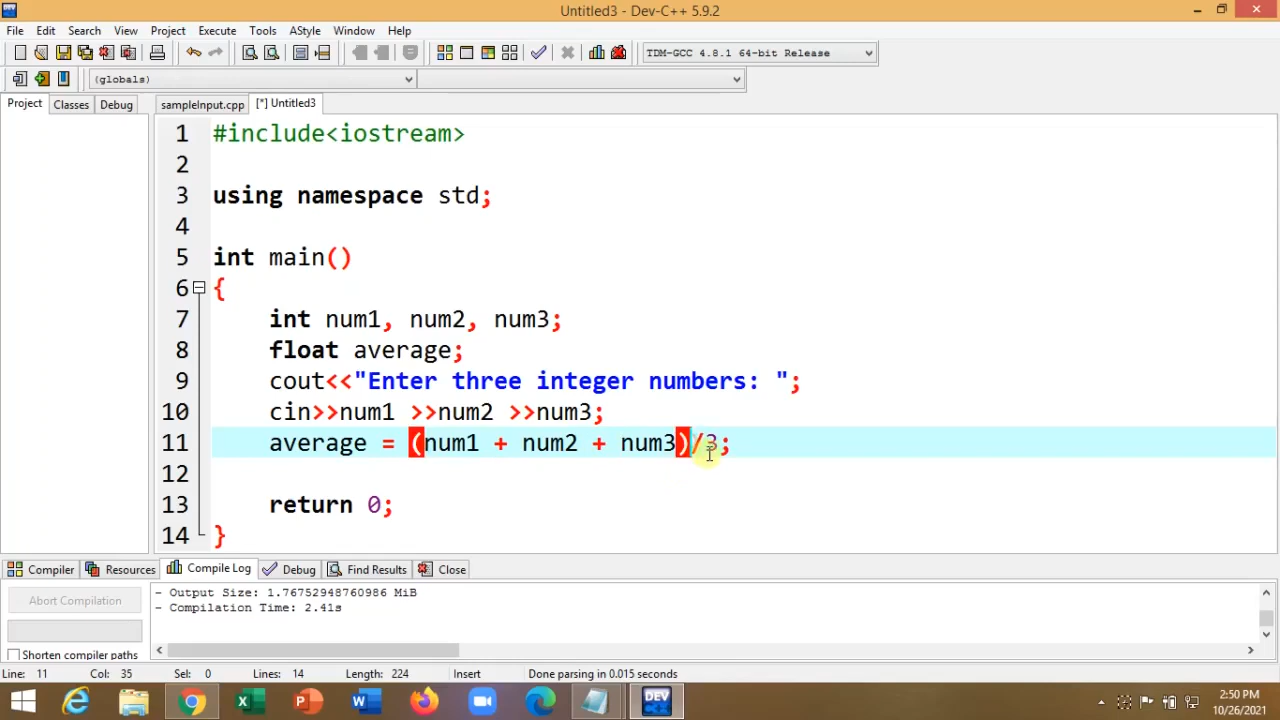 Untitled3 - Dev-C++ 5.9.2
File Edit Search View Project Execute Tools AStyle Window Help
TDM-GCC 4.8.1 64-bit Release
(globals)
Project Classes Debug sampleInput.cpp [*] Untitled3
1 #include<iostream>
2
3 using namespace std;
4
5 int main()
6 {
7 int num1, num2, num3;
8 float average;
9 cout<<"Enter three integer numbers: ";
10 cin>>num1 >>num2 >>num3;
11 average = (num1 + num2 + num3)/3;
12
13 return 0;
14 }
Compiler Resources Compile Log Debug Find Results Close
Abort Compilation
Shorten compiler paths
- Output Size: 1.76752948760986 MiB
- Compilation Time: 2.41s
Line: 11 Col: 35 Sel: 0 Lines: 14 Length: 224 Insert Done parsing in 0.015 seconds
DEV
2:50 PM
10/26/2021